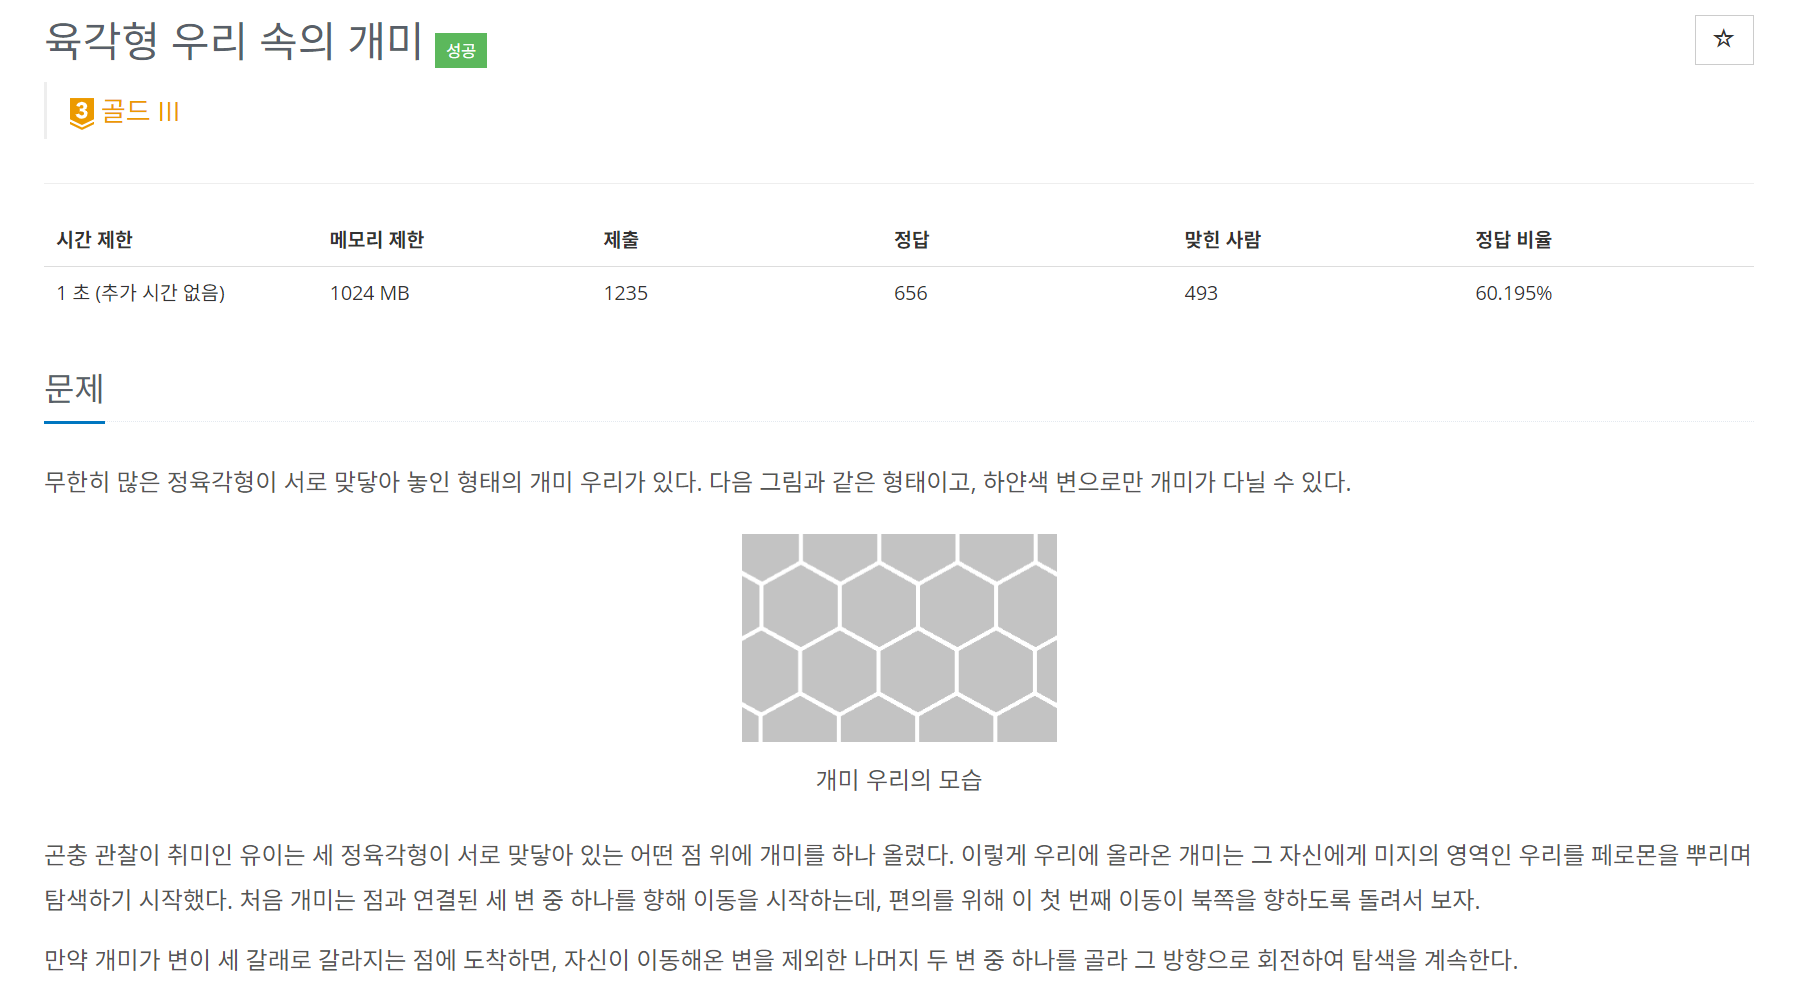 육각형 우리 속의 개미 성공
☆
3 골드 III
시간 제한 메모리 제한 제출 정답 맞힌 사람 정답 비율
1 초 (추가 시간 없음) 1024 MB 1235 656 493 60.195%
문제
무한히 많은 정육각형이 서로 맞닿아 놓인 형태의 개미 우리가 있다. 다음 그림과 같은 형태이고, 하얀색 변으로만 개미가 다닐 수 있다.
개미 우리의 모습
곤충 관찰이 취미인 유이는 세 정육각형이 서로 맞닿아 있는 어떤 점 위에 개미를 하나 올렸다. 이렇게 우리에 올라온 개미는 그 자신에게 미지의 영역인 우리를 페로몬을 뿌리며
탐색하기 시작했다. 처음 개미는 점과 연결된 세 변 중 하나를 향해 이동을 시작하는데, 편의를 위해 이 첫 번째 이동이 북쪽을 향하도록 돌려서 보자.
만약 개미가 변이 세 갈래로 갈라지는 점에 도착하면, 자신이 이동해온 변을 제외한 나머지 두 변 중 하나를 골라 그 방향으로 회전하여 탐색을 계속한다.